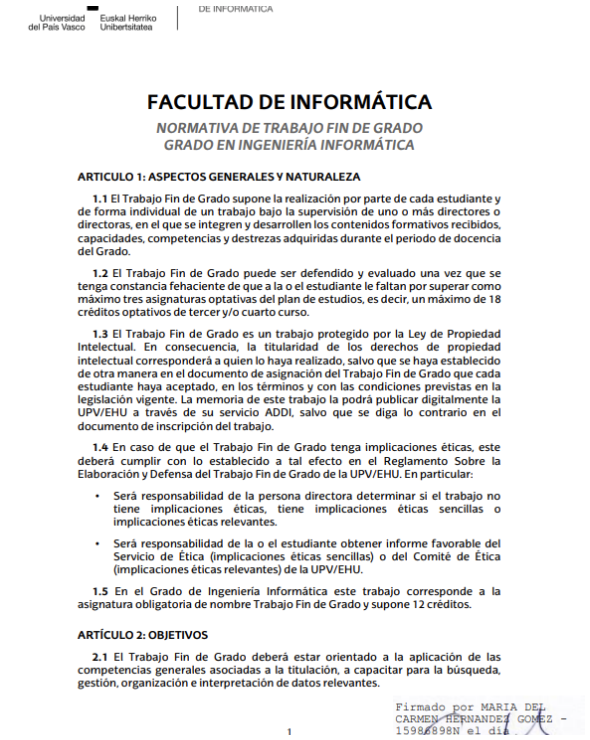 DE INFORMATICA
Universidad Euskal Herriko
del País Vasco Unibertsitatea
FACULTAD DE INFORMÁTICA
NORMATIVA DE TRABAJO FIN DE GRADO
GRADO EN INGENIERÍA INFORMÁTICA
ARTICULO 1: ASPECTOS GENERALES Y NATURALEZA
1.1 El Trabajo Fin de Grado supone la realización por parte de cada estudiante y
de forma individual de un trabajo bajo la supervisión de uno o más directores o
directoras, en el que se integren y desarrollen los contenidos formativos recibidos,
capacidades, competencias y destrezas adquiridas durante el periodo de docencia
del Grado.
1.2 El Trabajo Fin de Grado puede ser defendido y evaluado una vez que se
tenga constancia fehaciente de que a la o el estudiante le faltan por superar como
máximo tres asignaturas optativas del plan de estudios, es decir, un máximo de 18
créditos optativos de tercer y/o cuarto curso.
1.3 El Trabajo Fin de Grado es un trabajo protegido por la Ley de Propiedad
Intelectual. En consecuencia, la titularidad de los derechos de propiedad
intelectual corresponderá a quien lo haya realizado, salvo que se haya establecido
de otra manera en el documento de asignación del Trabajo Fin de Grado que cada
estudiante haya aceptado, en los términos y con las condiciones previstas en la
legislación vigente. La memoria de este trabajo la podrá publicar digitalmente la
UPV/EHU a través de su servicio ADDI, salvo que se diga lo contrario en el
documento de inscripción del trabajo.
1.4 En caso de que el Trabajo Fin de Grado tenga implicaciones éticas, este
deberá cumplir con lo establecido a tal efecto en el Reglamento Sobre la
Elaboración y Defensa del Trabajo Fin de Grado de la UPV/EHU. En particular:
• Será responsabilidad de la persona directora determinar si el trabajo no
tiene implicaciones éticas, tiene implicaciones éticas sencillas o
implicaciones éticas relevantes.
• Será responsabilidad de la o el estudiante obtener informe favorable del
Servicio de Ética (implicaciones éticas sencillas) o del Comité de Ética
(implicaciones éticas relevantes) de la UPV/EHU.
1.5 En el Grado de Ingeniería Informática este trabajo corresponde a la
asignatura obligatoria de nombre Trabajo Fin de Grado y supone 12 créditos.
ARTÍCULO 2: OBJETIVOS
2.1 El Trabajo Fin de Grado deberá estar orientado a la aplicación de las
competencias generales asociadas a la titulación, a capacitar para la búsqueda,
gestión, organización e interpretación de datos relevantes.
Firmado por MARIA DEL
CARMEN HERNANDEZ GOMEZ -
15986898N el día
1